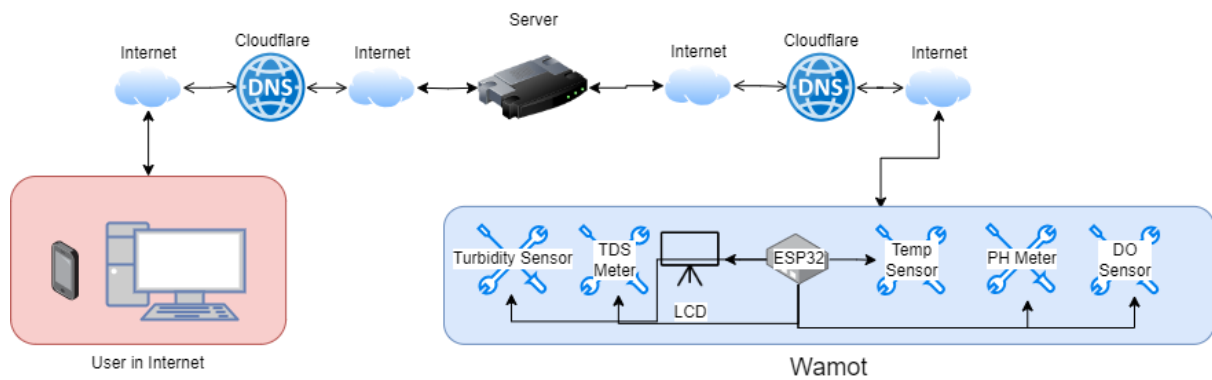 Server
Internet
Cloudflare
Internet
Internet
Cloudflare
Internet
DNS
DNS
Turbidity Sensor
TDS
Meter
ESP32
Temp
Sensor
PH Meter
DO
Sensor
LCD
User in Internet
Wamot